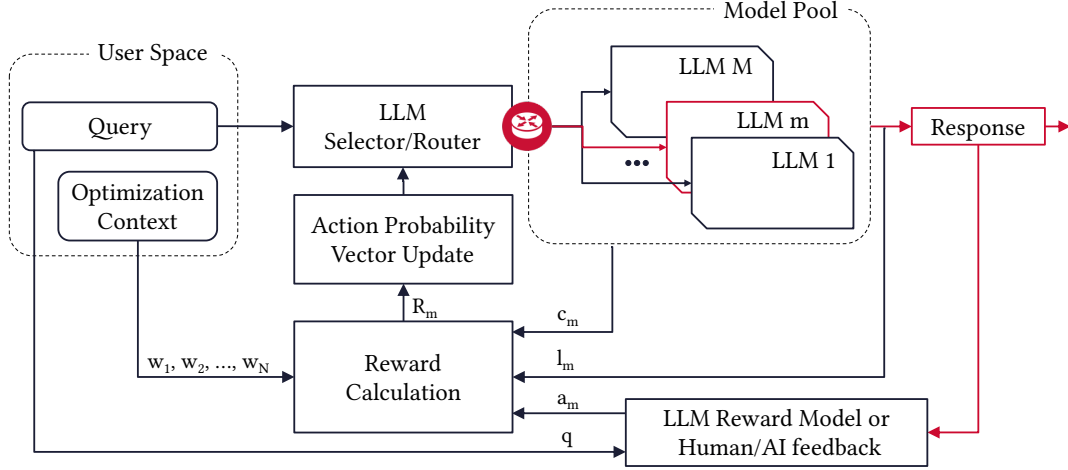 Model Pool
User Space
LLM M
Query
LLM
Selector/Router
LLM m
Response
•••
LLM 1
Optimization
Context
Action Probability
Vector Update
R_m
c_m
w_1, w_2, ..., w_N
Reward
Calculation
l_m
a_m
LLM Reward Model or
Human/AI feedback
q